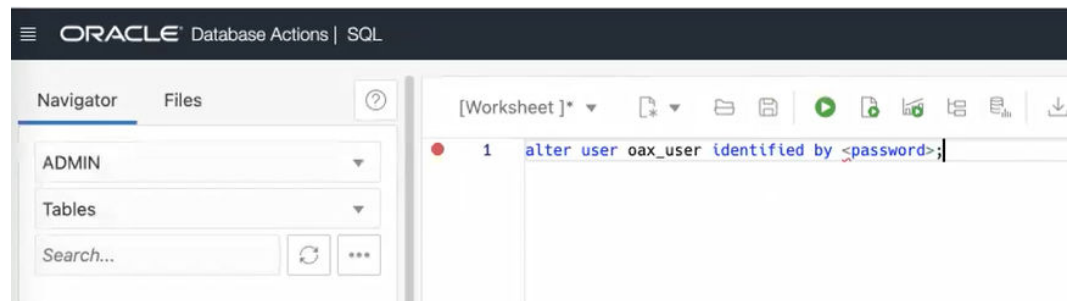 ORACLE Database Actions | SQL
Navigator Files
[Worksheet ]*
ADMIN
1 alter user oax_user identified by <password>;
Tables
Search...